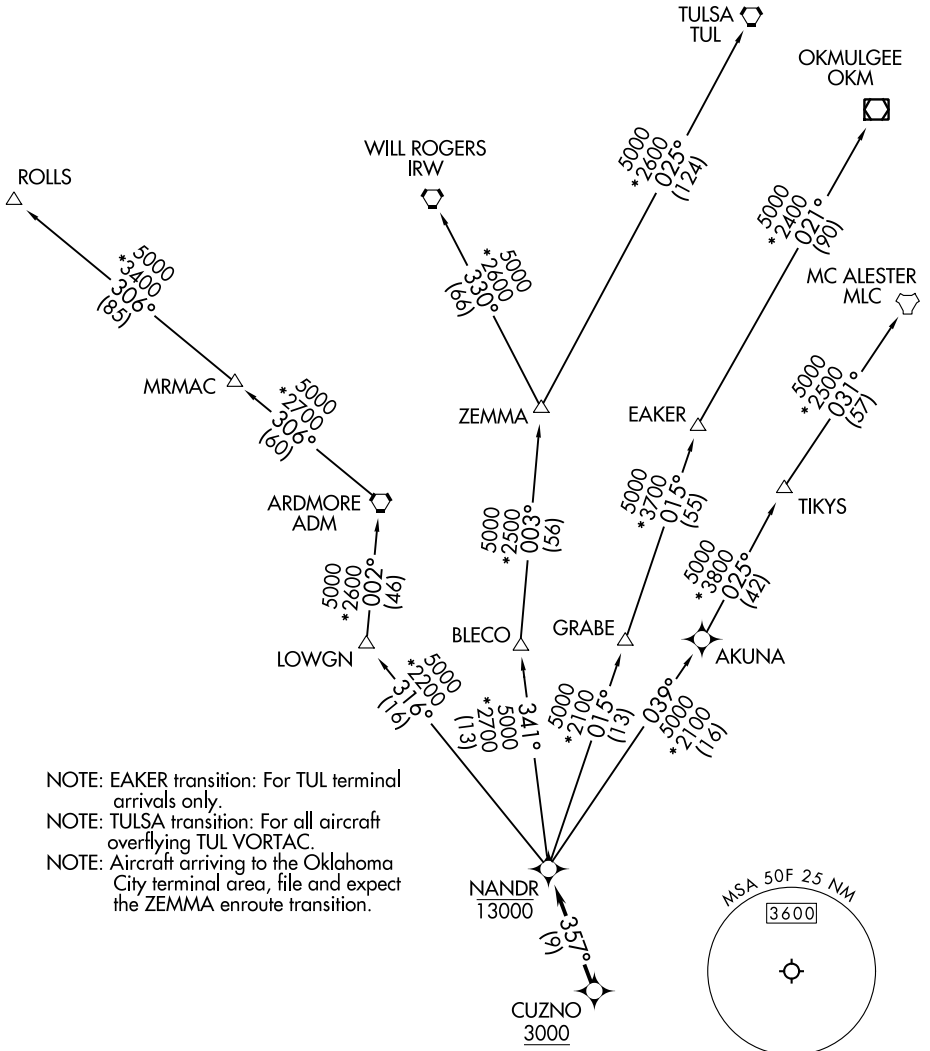 TULSA
TUL
OKMULGEE
OKM
WILL ROGERS
IRW
5000
*2600
025°
(124)
ROLLS
5000
*2400
021°
(90)
5000
*2600
330°
(66)
MC ALESTER
MLC
5000
*3400
306°
(85)
MRMAC
5000
*2700
306°
(60)
ZEMMA
EAKER
5000
*2500
031°
(57)
ARDMORE
ADM
5000
*2500
003°
(56)
5000
*3700
015°
(55)
TIKYS
5000
*2600
002°
(46)
5000
*3800
025°
(42)
LOWGN
BLECO
GRABE
AKUNA
5000
*2200
316°
(16)
341°
5000
*2700
(13)
5000
*2100
015°
(13)
039°
5000
*2100
(16)
NOTE: EAKER transition: For TUL terminal
arrivals only.
NOTE: TULSA transition: For all aircraft
overflying TUL VORTAC.
NOTE: Aircraft arriving to the Oklahoma
City terminal area, file and expect
the ZEMMA enroute transition.
NANDR
13000
357°
(9)
CUZNO
3000
MSA 50F 25 NM
3600